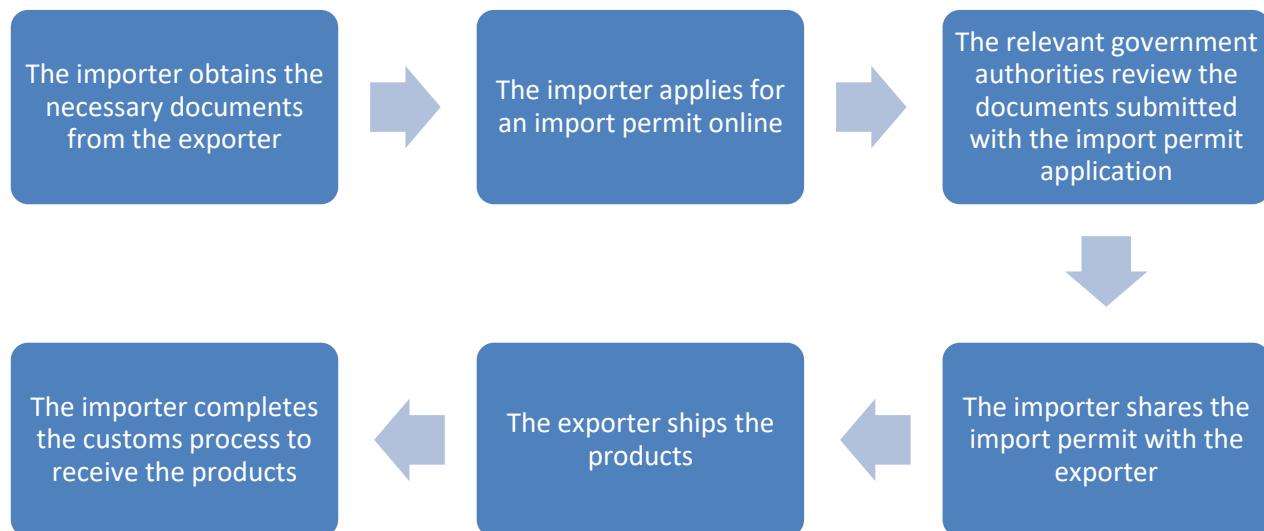 The importer obtains the
necessary documents
from the exporter
The importer applies for
an import permit online
The relevant government
authorities review the
documents submitted
with the import permit
application
The importer shares the
import permit with the
exporter
The exporter ships the
products
The importer completes
the customs process to
receive the products